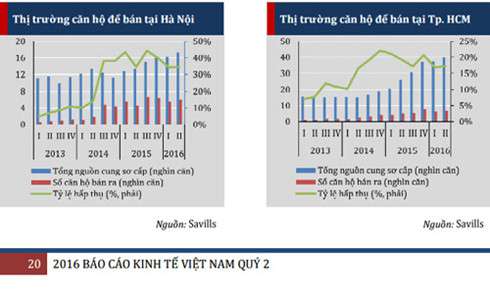 Thị trường căn hộ để bán tại Hà Nội
20 50%
16 40%
12 30%
8 20%
4 10%
0 0%
I II III IV I II III IV I II III IV I II
2013 2014 2015 2016
Tổng nguồn cung sơ cấp (nghìn căn)
Số căn hộ bán ra (nghìn căn)
Tỷ lệ hấp thụ (%, phải)
Nguồn: Savills
Thị trường căn hộ để bán tại Tp. HCM
50 25%
40 20%
30 15%
20 10%
10 5%
0 0%
I II III IV I II III IV I II III IV I II
2013 2014 2015 2016
Tổng nguồn cung sơ cấp (nghìn căn)
Số căn hộ bán ra (nghìn căn)
Tỷ lệ hấp thụ (%, phải)
Nguồn: Savills
20 2016 BÁO CÁO KINH TẾ VIỆT NAM QUÝ 2